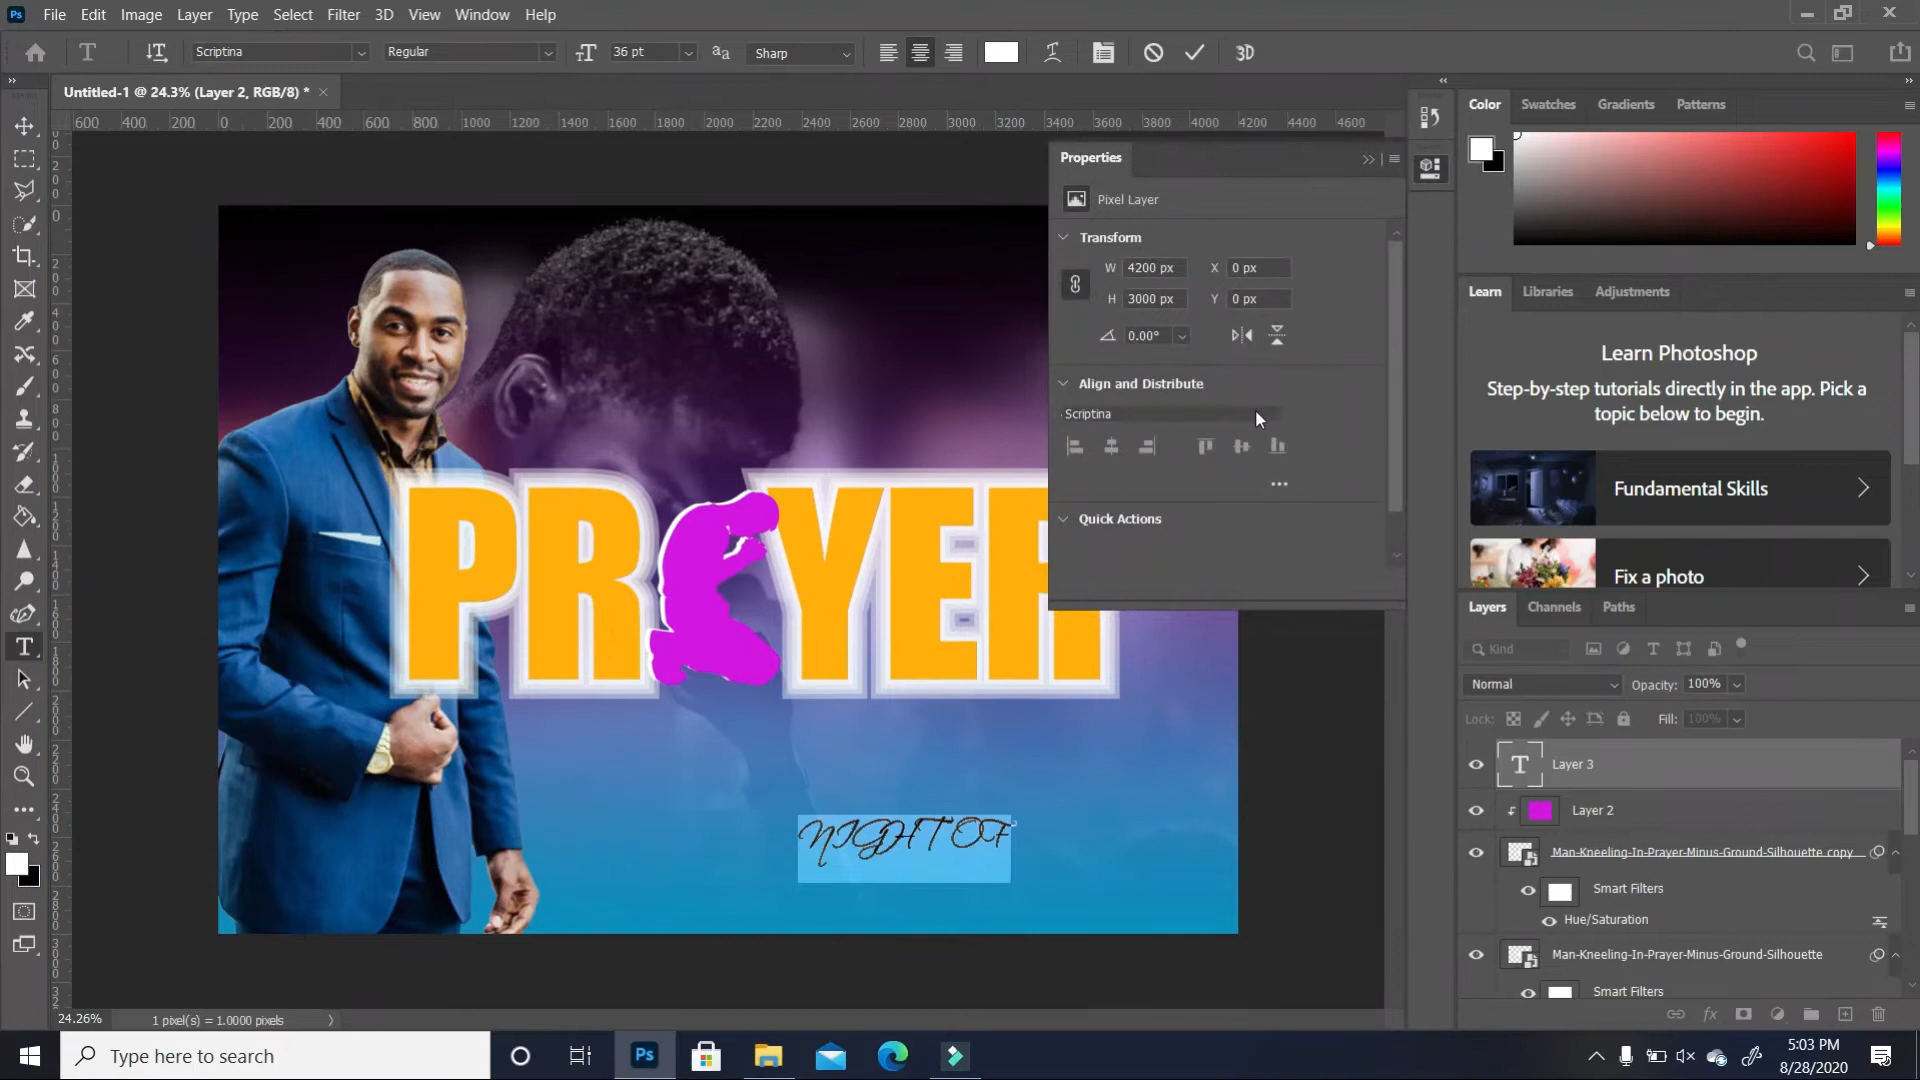 File Edit Image Layer Type Select Filter 3D View Window Help
Scriptina Regular 36 pt Sharp 3D
Untitled-1 @ 24.3% (Layer 2, RGB/8) *
600 400 200 0 200 400 600 800 1000 1200 1400 1600 1800 2000 2200 2400 2600 2800 3000 3200 3400 3600 3800 4000 4200 4400 4600
Properties
Pixel Layer
Transform
W 4200 px X 0 px
H 3000 px Y 0 px
0.00°
Align and Distribute
Scriptina
Quick Actions
PR YER
NIGHT OF
Color Swatches Gradients Patterns
Learn Libraries Adjustments
Learn Photoshop
Step-by-step tutorials directly in the app. Pick a
topic below to begin.
Fundamental Skills
Fix a photo
Layers Channels Paths
Kind
Normal Opacity: 100%
Lock: Fill: 100%
Layer 3
Layer 2
Man-Kneeling-In-Prayer-Minus-Ground-Silhouette copy
Smart Filters
Hue/Saturation
Man-Kneeling-In-Prayer-Minus-Ground-Silhouette
Smart Filters
24.26% 1 pixel(s) = 1.0000 pixels
Type here to search
5:03 PM
8/28/2020